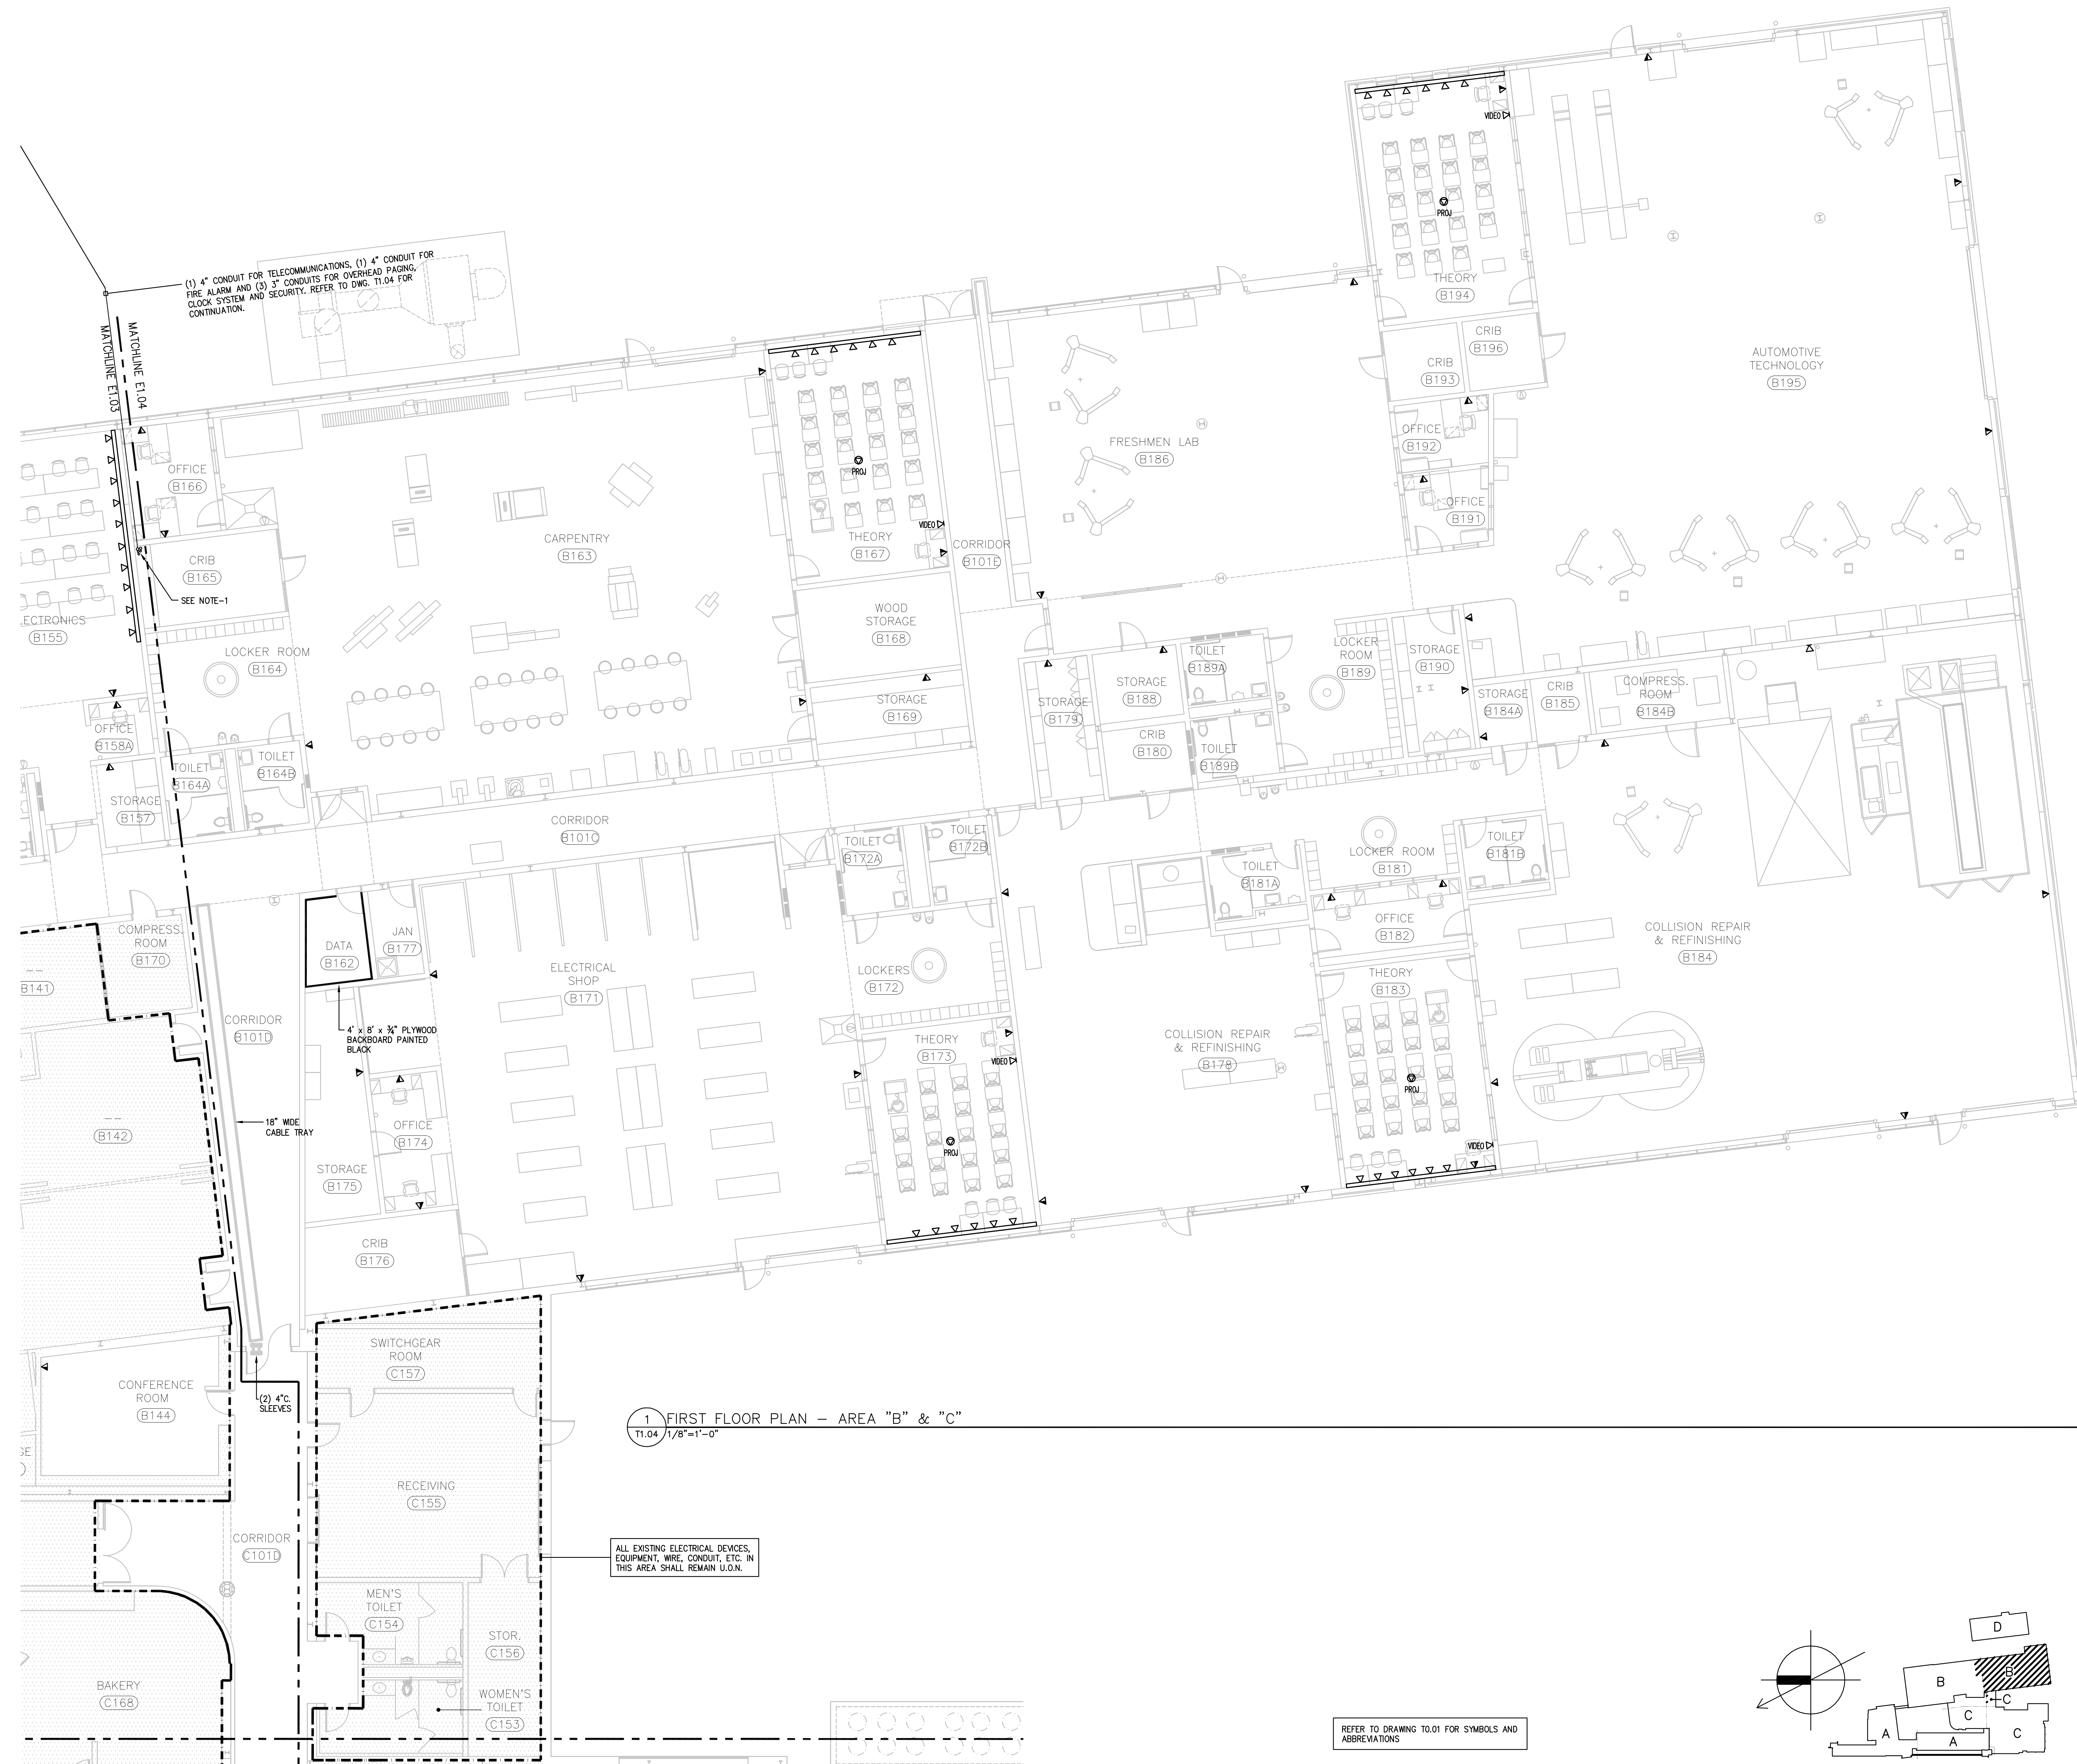 (1) 4" CONDUIT FOR TELECOMMUNICATIONS, (1) 4" CONDUIT FOR
FIRE ALARM AND (3) 3" CONDUITS FOR OVERHEAD PAGING,
CLOCK SYSTEM AND SECURITY. REFER TO DWG. T1.04 FOR
CONTINUATION.
MATCHLINE E1.03
MATCHLINE E1.04
VIDEO
PROJ
THEORY
B194
CRIB
B196
CRIB
B193
AUTOMOTIVE
TECHNOLOGY
B195
OFFICE
B192
OFFICE
B191
FRESHMEN LAB
B186
OFFICE
B166
CARPENTRY
B163
PROJ
VIDEO
THEORY
B167
CORRIDOR
B101E
CRIB
B165
SEE NOTE-1
ECTRONICS
B155
LOCKER ROOM
B164
WOOD
STORAGE
B168
STORAGE
B169
STORAGE
B179
STORAGE
B188
CRIB
B180
TOILET
B189A
TOILET
B189B
LOCKER
ROOM
B189
STORAGE
B190
STORAGE
B184A
CRIB
B185
COMPRESS.
ROOM
B184B
OFFICE
B158A
TOILET
B164A
TOILET
B164B
STORAGE
B157
CORRIDOR
B101C
TOILET
B172A
TOILET
B172B
TOILET
B181A
LOCKER ROOM
B181
TOILET
B181B
COMPRESS.
ROOM
B170
DATA
B162
JAN
B177
OFFICE
B182
COLLISION REPAIR
& REFINISHING
B184
B141
ELECTRICAL
SHOP
B171
LOCKERS
B172
THEORY
B183
CORRIDOR
B101D
4' x 8' x ¾" PLYWOOD
BACKBOARD PAINTED
BLACK
THEORY
B173
VIDEO
COLLISION REPAIR
& REFINISHING
B178
PROJ
B142
18" WIDE
CABLE TRAY
OFFICE
B174
PROJ
VIDEO
STORAGE
B175
CRIB
B176
SWITCHGEAR
ROOM
C157
CONFERENCE
ROOM
B144
(2) 4"C.
SLEEVES
1
T1.04
FIRST FLOOR PLAN - AREA "B" & "C"
1/8"=1'-0"
SE
RECEIVING
C155
CORRIDOR
C101D
ALL EXISTING ELECTRICAL DEVICES,
EQUIPMENT, WIRE, CONDUIT, ETC. IN
THIS AREA SHALL REMAIN U.O.N.
MEN'S
TOILET
C154
STOR.
C156
BAKERY
C168
WOMEN'S
TOILET
C153
REFER TO DRAWING T0.01 FOR SYMBOLS AND
ABBREVIATIONS
D
B
B
C
C
C
A
A